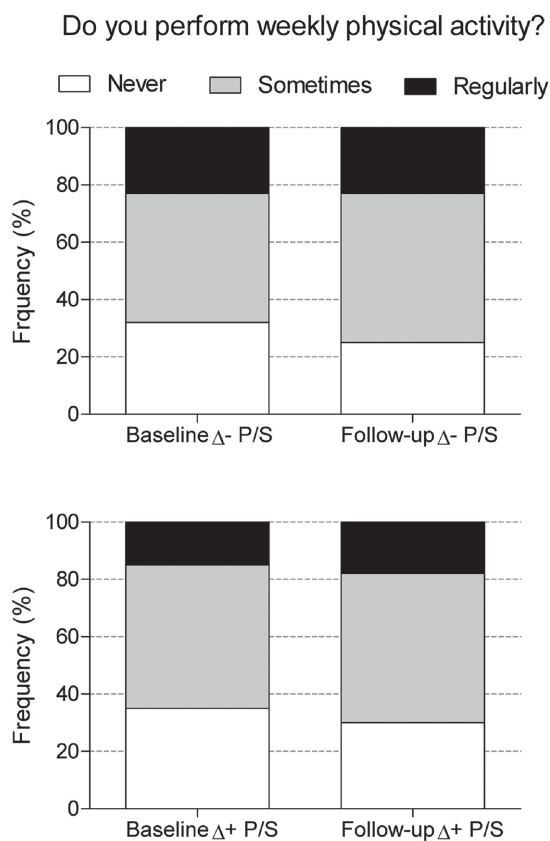 Do you perform weekly physical activity?
Never Sometimes Regularly
100
80
60
40
20
0
Frquency (%)
Baseline Δ- P/S Follow-up Δ- P/S
100
80
60
40
20
0
Frequency (%)
Baseline Δ+ P/S Follow-up Δ+ P/S